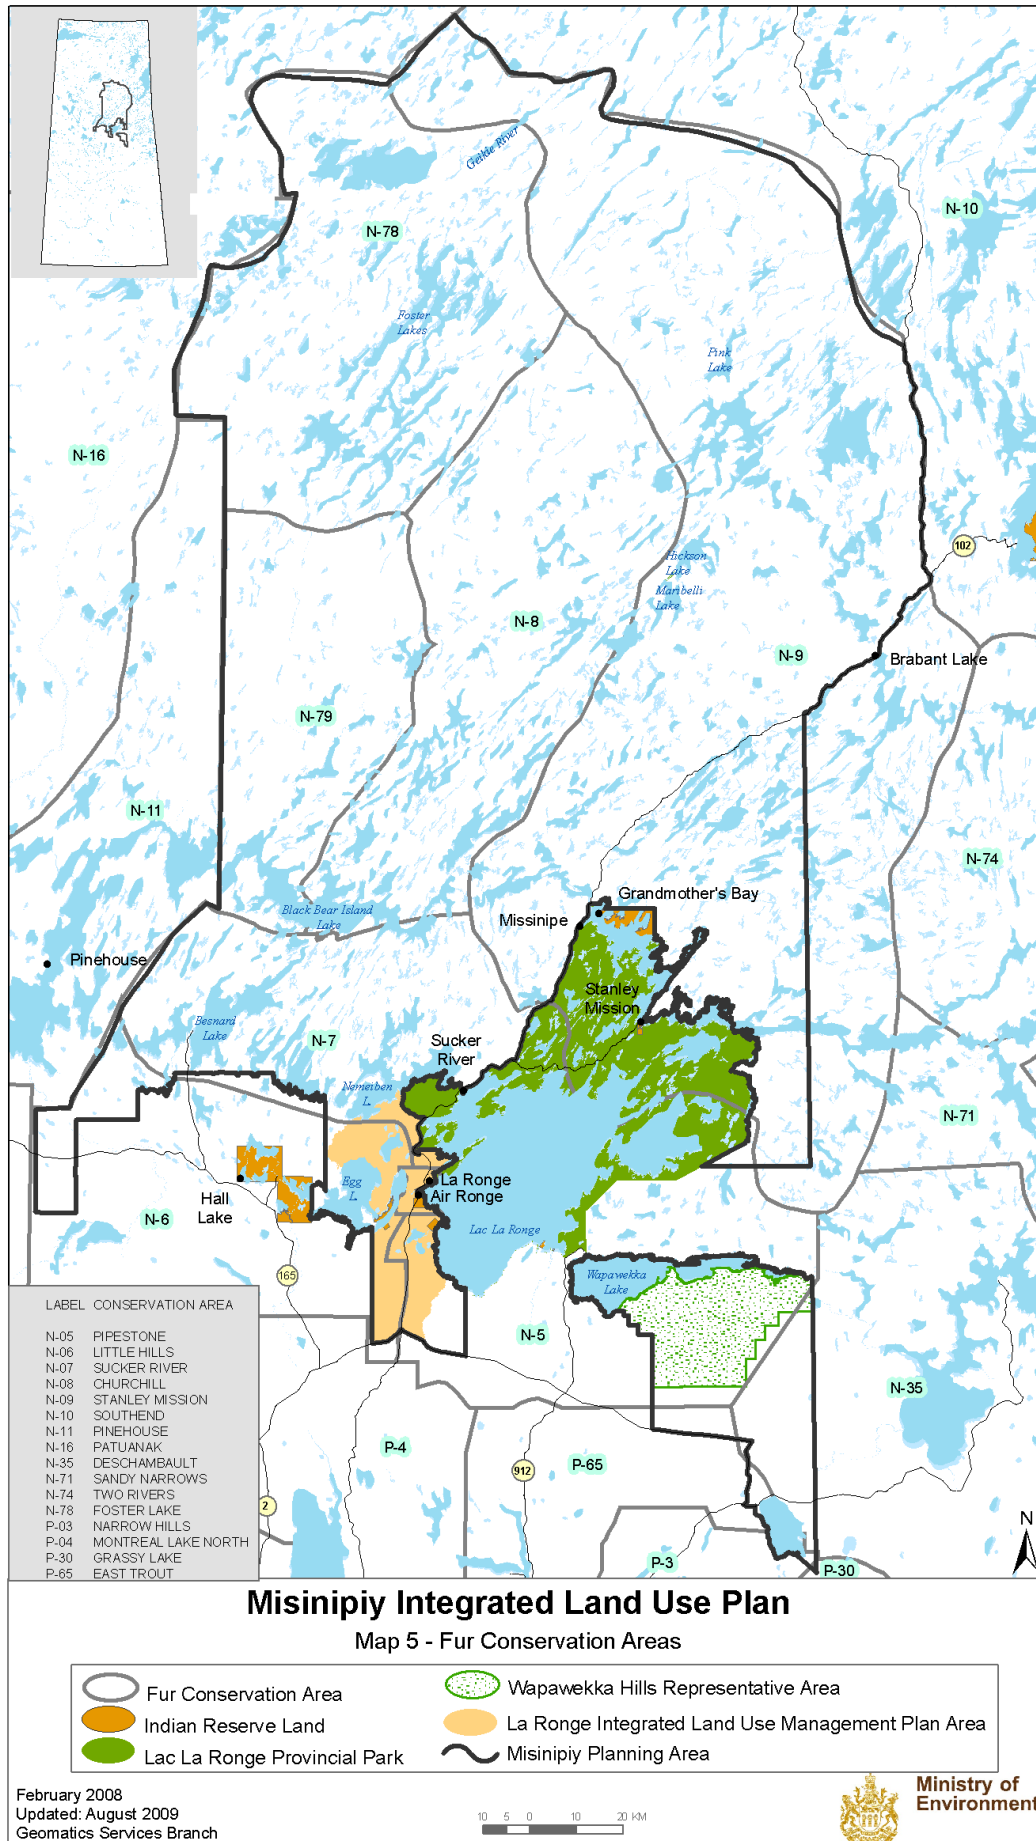 Geikie River
N-10
N-78
Foster
Lakes
Pink
Lake
N-16
102
Hickson
Lake
Maribelli
Lake
N-8
N-9
Brabant Lake
N-79
N-11
N-74
Grandmother's Bay
Black Bear Island
Lake
Missinipe
Pinehouse
Stanley
Mission
Besnard
Lake
N-7
Sucker
River
Nemeiben
L.
N-71
La Ronge
Egg
L.
Air Ronge
Hall
Lake
N-6
Lac La Ronge
165
Wapawekka
Lake
N-5
N-35
P-4
P-65
912
2
P-3
P-30
N
LABEL CONSERVATION AREA
N-05 PIPESTONE
N-06 LITTLE HILLS
N-07 SUCKER RIVER
N-08 CHURCHILL
N-09 STANLEY MISSION
N-10 SOUTHEND
N-11 PINEHOUSE
N-16 PATUANAK
N-35 DESCHAMBAULT
N-71 SANDY NARROWS
N-74 TWO RIVERS
N-78 FOSTER LAKE
P-03 NARROW HILLS
P-04 MONTREAL LAKE NORTH
P-30 GRASSY LAKE
P-65 EAST TROUT
Misinipiy Integrated Land Use Plan
Map 5 - Fur Conservation Areas
Fur Conservation Area
Indian Reserve Land
Lac La Ronge Provincial Park
Wapawekka Hills Representative Area
La Ronge Integrated Land Use Management Plan Area
Misinipiy Planning Area
February 2008
Updated: August 2009
Geomatics Services Branch
10 5 0 10 20 KM
Ministry of
Environment